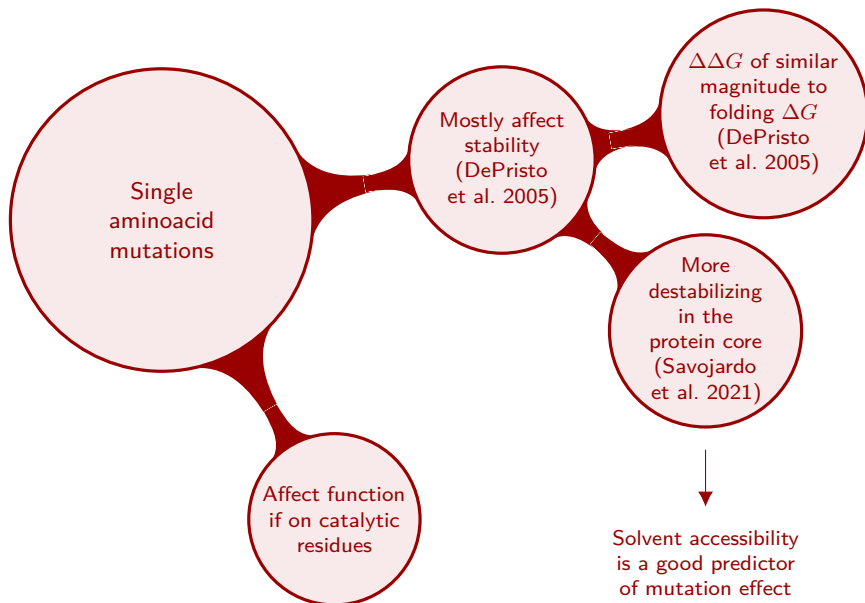 Single
aminoacid
mutations
Mostly affect
stability
(DePristo
et al. 2005)
ΔΔG of similar
magnitude to
folding ΔG
(DePristo
et al. 2005)
More
destabilizing
in the
protein core
(Savojardo
et al. 2021)
Solvent accessibility
is a good predictor
of mutation effect
Affect function
if on catalytic
residues